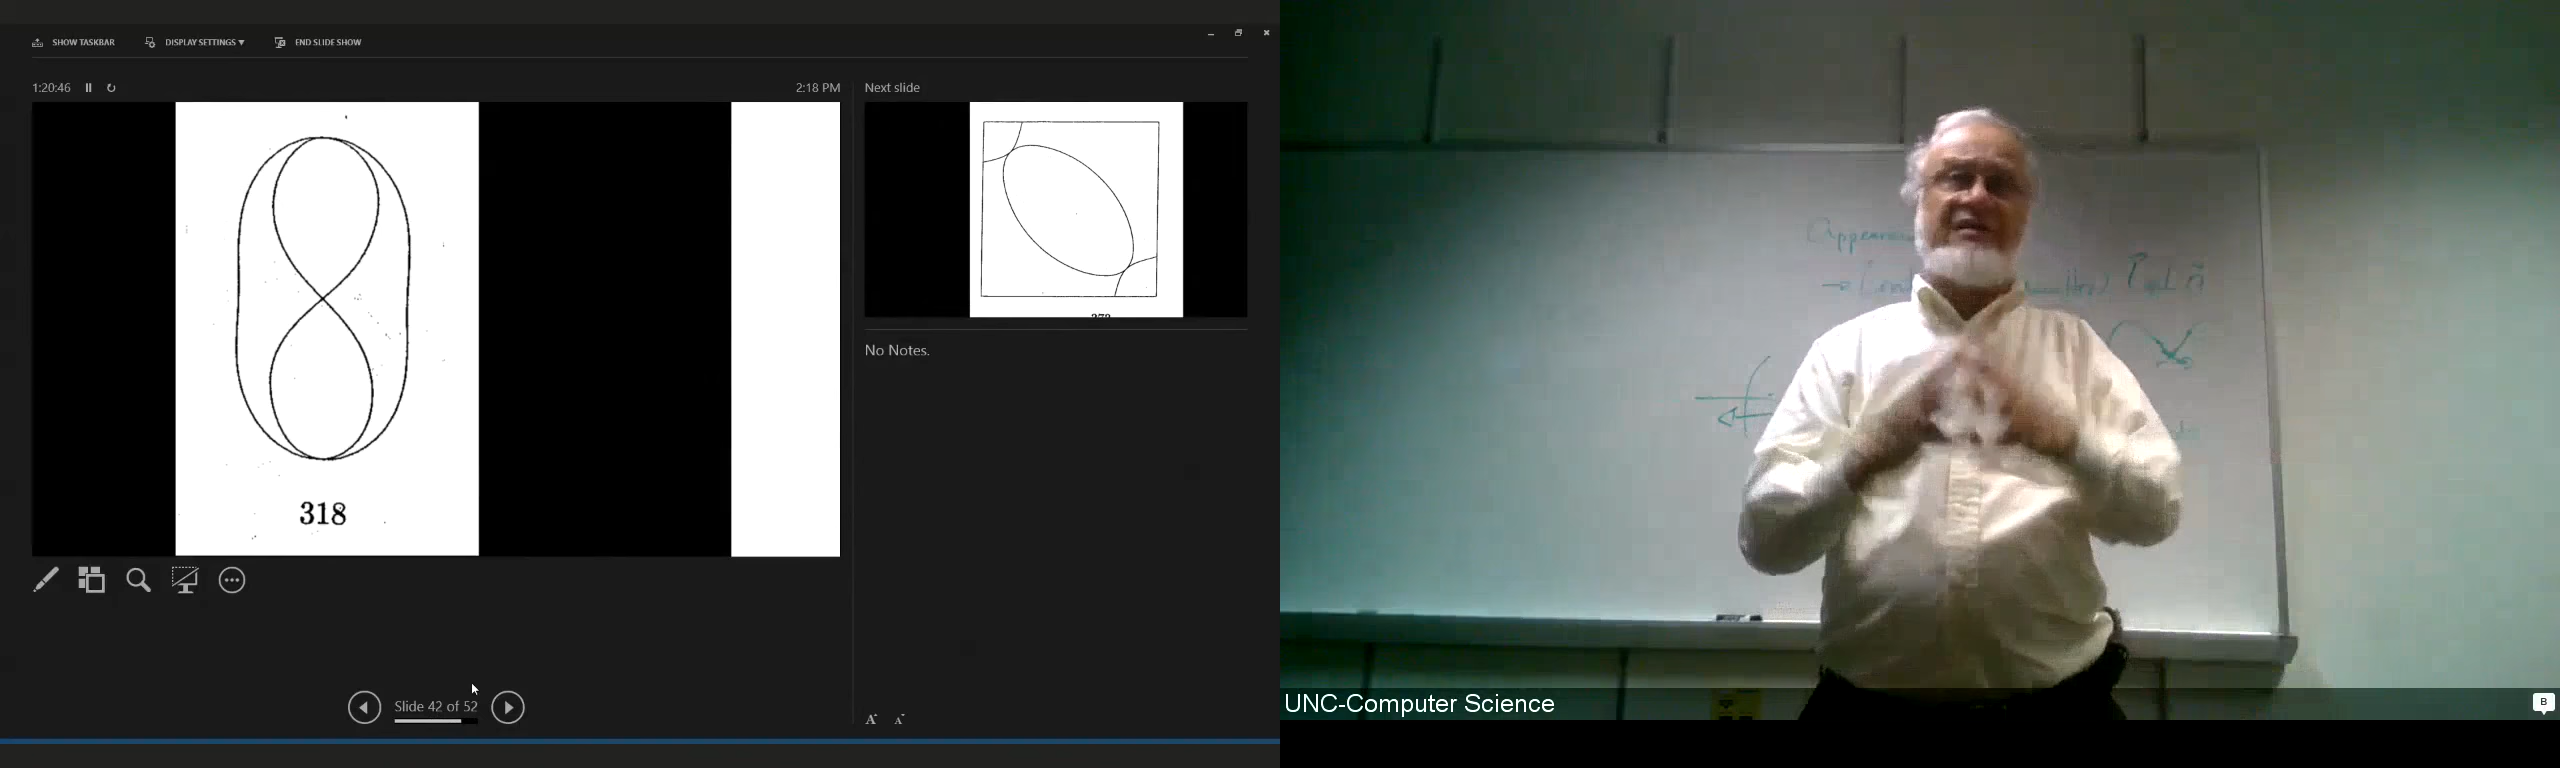 SHOW TASKBAR DISPLAY SETTINGS ▼ END SLIDE SHOW
1:20:46 2:18 PM
Next slide
318
373
No Notes.
Slide 42 of 52
A A
UNC-Computer Science
B